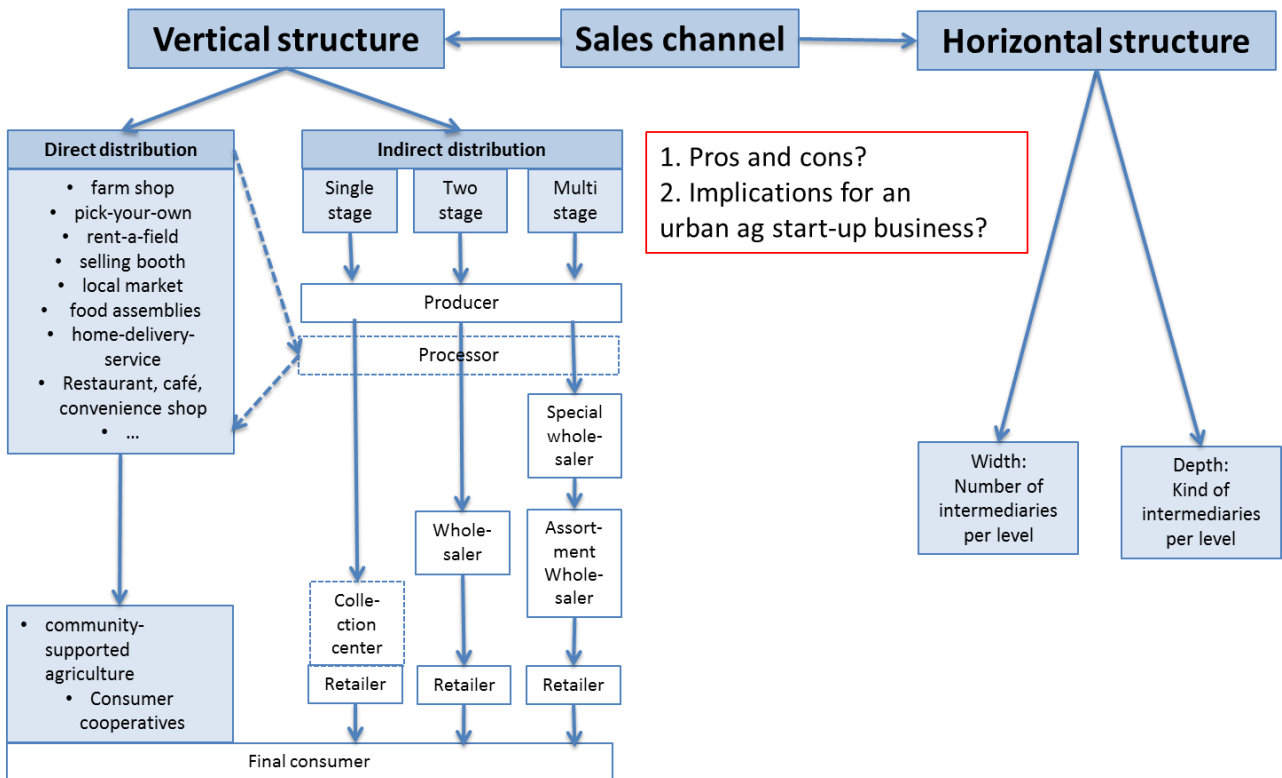 Vertical structure
Sales channel
Horizontal structure
Direct distribution
• farm shop
• pick-your-own
• rent-a-field
• selling booth
• local market
• food assemblies
• home-delivery-
service
• Restaurant, café,
convenience shop
• ...
• community-
supported
agriculture
• Consumer
cooperatives
Indirect distribution
Single
stage
Two
stage
Multi
stage
Producer
Processor
Special
whole-
saler
Whole-
saler
Assort-
ment
Whole-
saler
Colle-
ction
center
Retailer
Retailer
Retailer
Final consumer
1. Pros and cons?
2. Implications for an
urban ag start-up business?
Width:
Number of
intermediaries
per level
Depth:
Kind of
intermediaries
per level